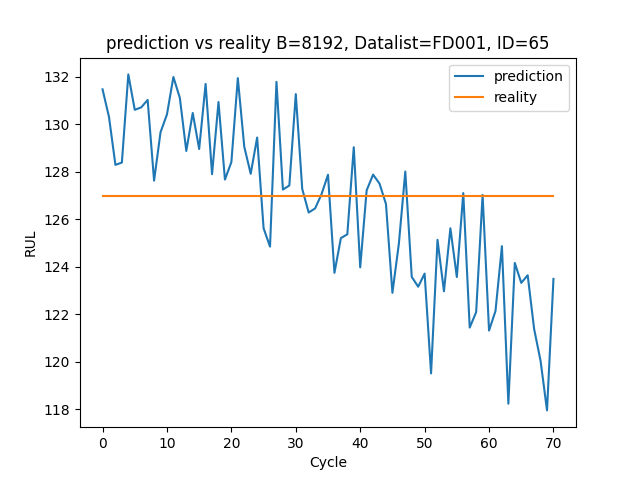 prediction vs reality B=8192, Datalist=FD001, ID=65
prediction
reality
RUL
132
130
128
126
124
122
120
118
0 10 20 30 40 50 60 70
Cycle